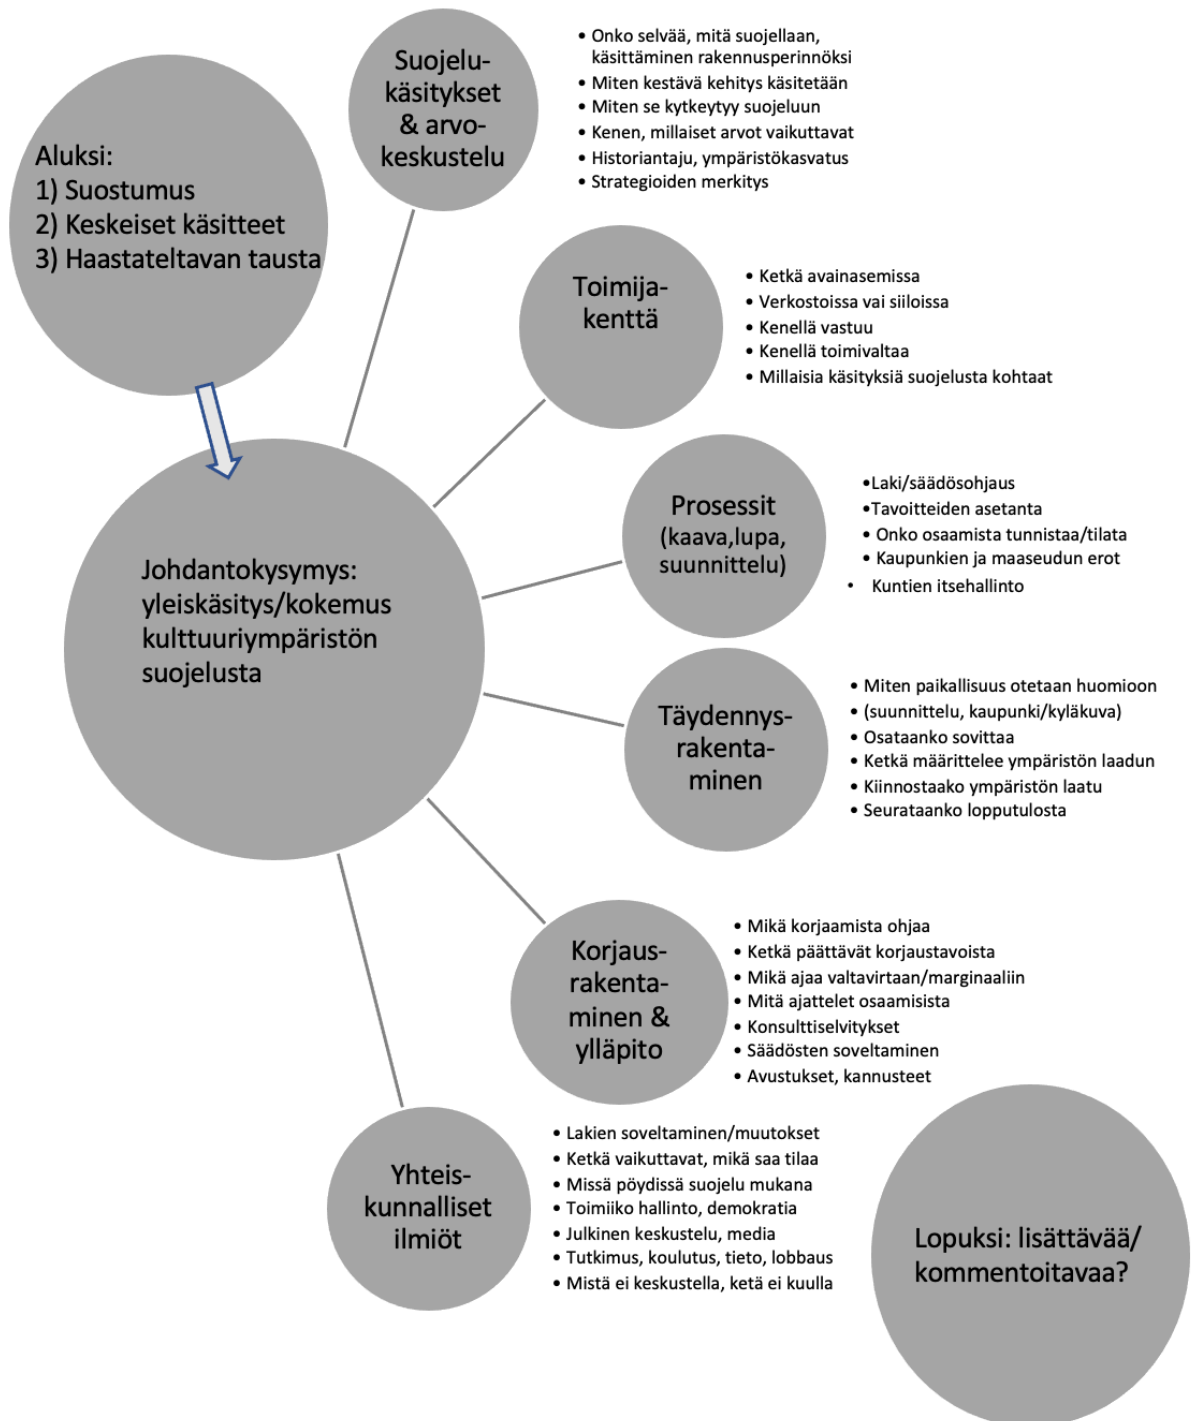 Aluksi:
1) Suostumus
2) Keskeiset käsitteet
3) Haastateltavan tausta
Suojelu-
käsitykset
& arvo-
keskustelu
• Onko selvää, mitä suojellaan,
käsittäminen rakennusperinnöksi
• Miten kestävä kehitys käsitetään
• Miten se kytkeytyy suojeluun
• Kenen, millaiset arvot vaikuttavat
• Historiantaju, ympäristökasvatus
• Strategioiden merkitys
Toimija-
kenttä
• Ketkä avainasemissa
• Verkostoissa vai siiloissa
• Kenellä vastuu
• Kenellä toimivaltaa
• Millaisia käsityksiä suojelusta kohtaat
Johdantokysymys:
yleiskäsitys/kokemus
kulttuuriympäristön
suojelusta
Prosessit
(kaava,lupa,
suunnittelu)
•Laki/säädösohjaus
•Tavoitteiden asetanta
• Onko osaamista tunnistaa/tilata
• Kaupunkien ja maaseudun erot
• Kuntien itsehallinto
Täydennys-
rakenta-
minen
• Miten paikallisuus otetaan huomioon
• (suunnittelu, kaupunki/kyläkuva)
• Osataanko sovittaa
• Ketkä määrittelee ympäristön laadun
• Kiinnostaako ympäristön laatu
• Seurataanko lopputulosta
Korjaus-
rakenta-
minen &
ylläpito
• Mikä korjaamista ohjaa
• Ketkä päättävät korjaustavoista
• Mikä ajaa valtavirtaan/marginaaliin
• Mitä ajattelet osaamisista
• Konsulttiselvitykset
• Säädösten soveltaminen
• Avustukset, kannusteet
Yhteis-
kunnalliset
ilmiöt
• Lakien soveltaminen/muutokset
• Ketkä vaikuttavat, mikä saa tilaa
• Missä pöydissä suojelu mukana
• Toimiiko hallinto, demokratia
• Julkinen keskustelu, media
• Tutkimus, koulutus, tieto, lobbaus
• Mistä ei keskustella, ketä ei kuulla
Lopuksi: lisättävää/
kommentoitavaa?